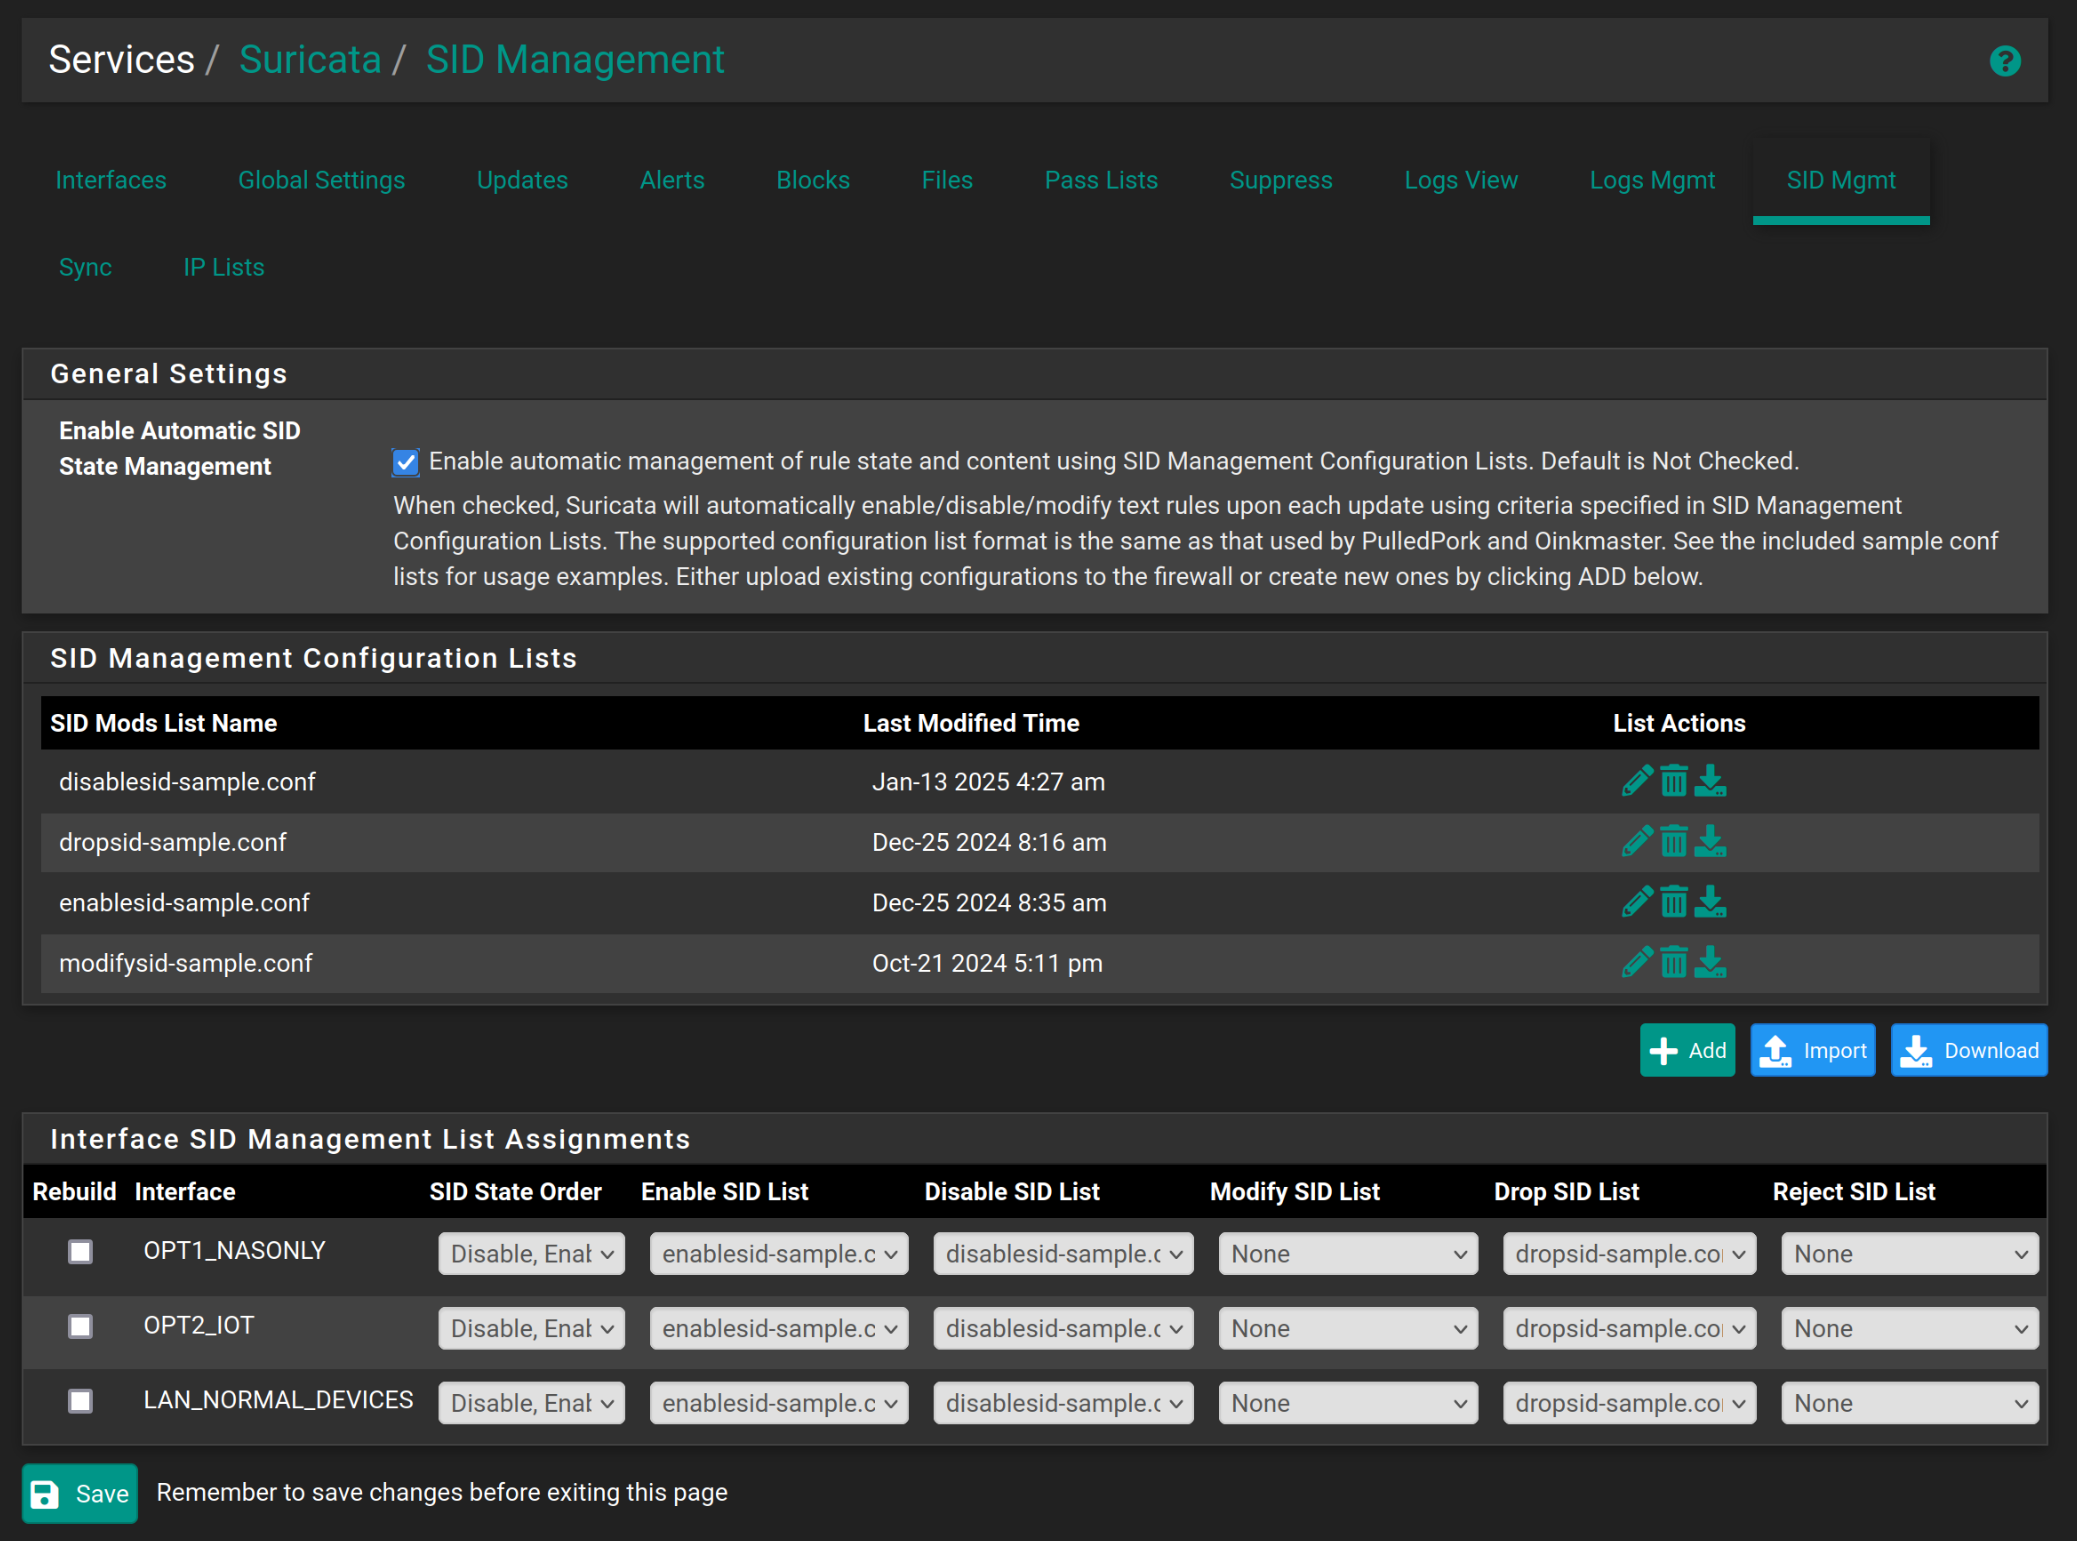 Services / Suricata / SID Management
Interfaces Global Settings Updates Alerts Blocks Files Pass Lists Suppress Logs View Logs Mgmt SID Mgmt
Sync IP Lists
General Settings
Enable Automatic SID
State Management
Enable automatic management of rule state and content using SID Management Configuration Lists. Default is Not Checked.
When checked, Suricata will automatically enable/disable/modify text rules upon each update using criteria specified in SID Management
Configuration Lists. The supported configuration list format is the same as that used by PulledPork and Oinkmaster. See the included sample conf
lists for usage examples. Either upload existing configurations to the firewall or create new ones by clicking ADD below.
SID Management Configuration Lists
SID Mods List Name Last Modified Time List Actions
disablesid-sample.conf Jan-13 2025 4:27 am
dropsid-sample.conf Dec-25 2024 8:16 am
enablesid-sample.conf Dec-25 2024 8:35 am
modifysid-sample.conf Oct-21 2024 5:11 pm
Add Import Download
Interface SID Management List Assignments
Rebuild Interface SID State Order Enable SID List Disable SID List Modify SID List Drop SID List Reject SID List
OPT1_NASONLY Disable, Enab enablesid-sample.c disablesid-sample.c None dropsid-sample.co None
OPT2_IOT Disable, Enab enablesid-sample.c disablesid-sample.c None dropsid-sample.co None
LAN_NORMAL_DEVICES Disable, Enab enablesid-sample.c disablesid-sample.c None dropsid-sample.co None
Save Remember to save changes before exiting this page